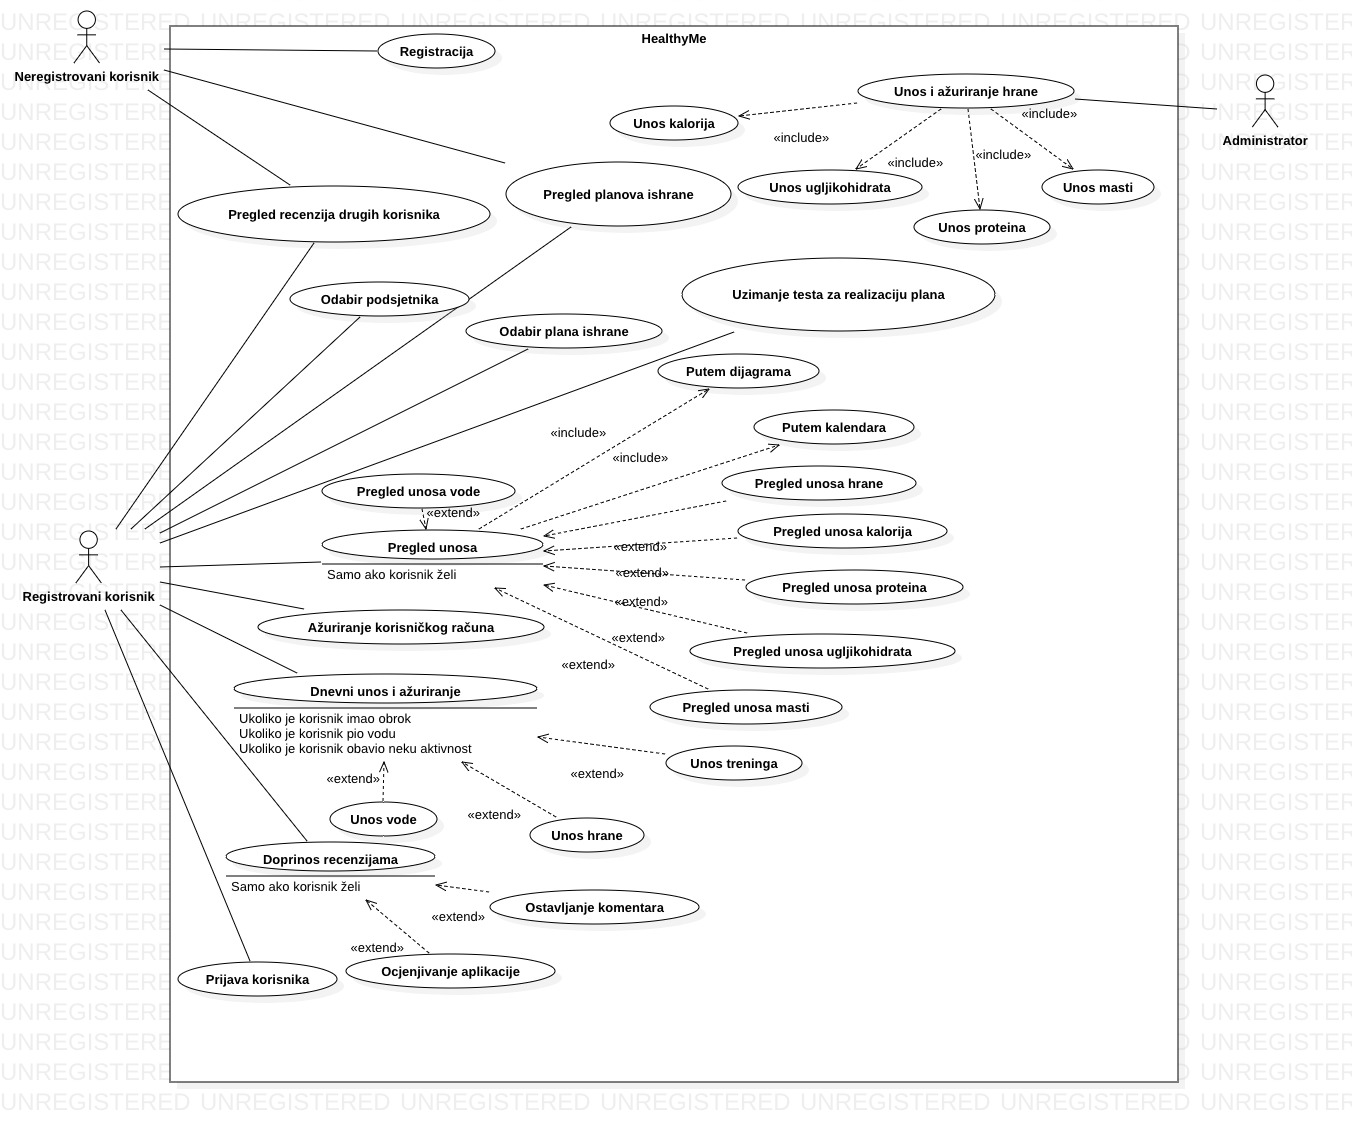 HealthyMe
Neregistrovani korisnik
Registracija
Unos i ažuriranje hrane
«include»
Administrator
Unos kalorija
«include»
«include»
«include»
Unos ugljikohidrata
Unos masti
Unos proteina
Pregled planova ishrane
Pregled recenzija drugih korisnika
Odabir podsjetnika
Uzimanje testa za realizaciju plana
Odabir plana ishrane
Putem dijagrama
Putem kalendara
«include»
«include»
Pregled unosa vode
«extend»
Pregled unosa hrane
Pregled unosa kalorija
Pregled unosa
Samo ako korisnik želi
«extend»
«extend»
Pregled unosa proteina
«extend»
Registrovani korisnik
Ažuriranje korisničkog računa
«extend»
Pregled unosa ugljikohidrata
«extend»
Dnevni unos i ažuriranje
Ukoliko je korisnik imao obrok
Ukoliko je korisnik pio vodu
Ukoliko je korisnik obavio neku aktivnost
Pregled unosa masti
Unos treninga
«extend»
«extend»
«extend»
Unos vode
Unos hrane
Doprinos recenzijama
Samo ako korisnik želi
Ostavljanje komentara
«extend»
«extend»
Ocjenjivanje aplikacije
Prijava korisnika
UNREGISTERED UNREGISTERED UNREGISTERED UNREGISTERED UNREGISTERED UNREGISTERED